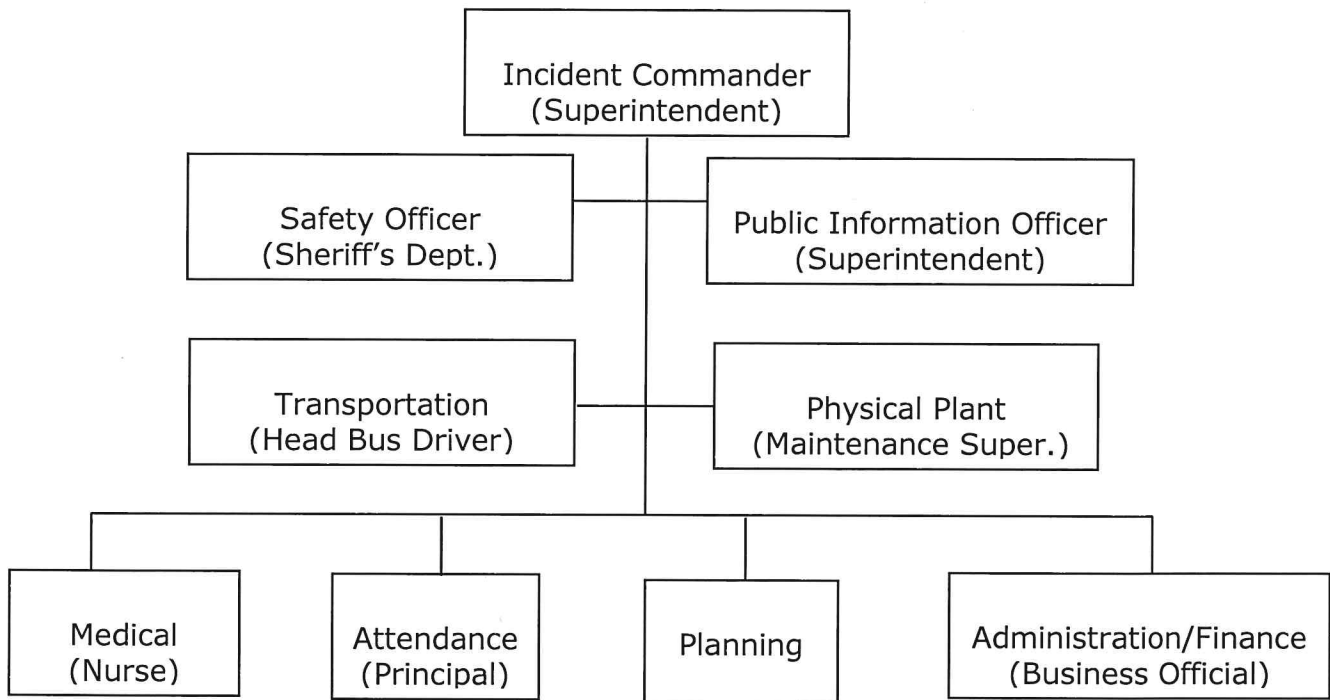 Incident Commander
(Superintendent)
Safety Officer
(Sheriff's Dept.)
Public Information Officer
(Superintendent)
Transportation
(Head Bus Driver)
Physical Plant
(Maintenance Super.)
Medical
(Nurse)
Attendance
(Principal)
Planning
Administration/Finance
(Business Official)